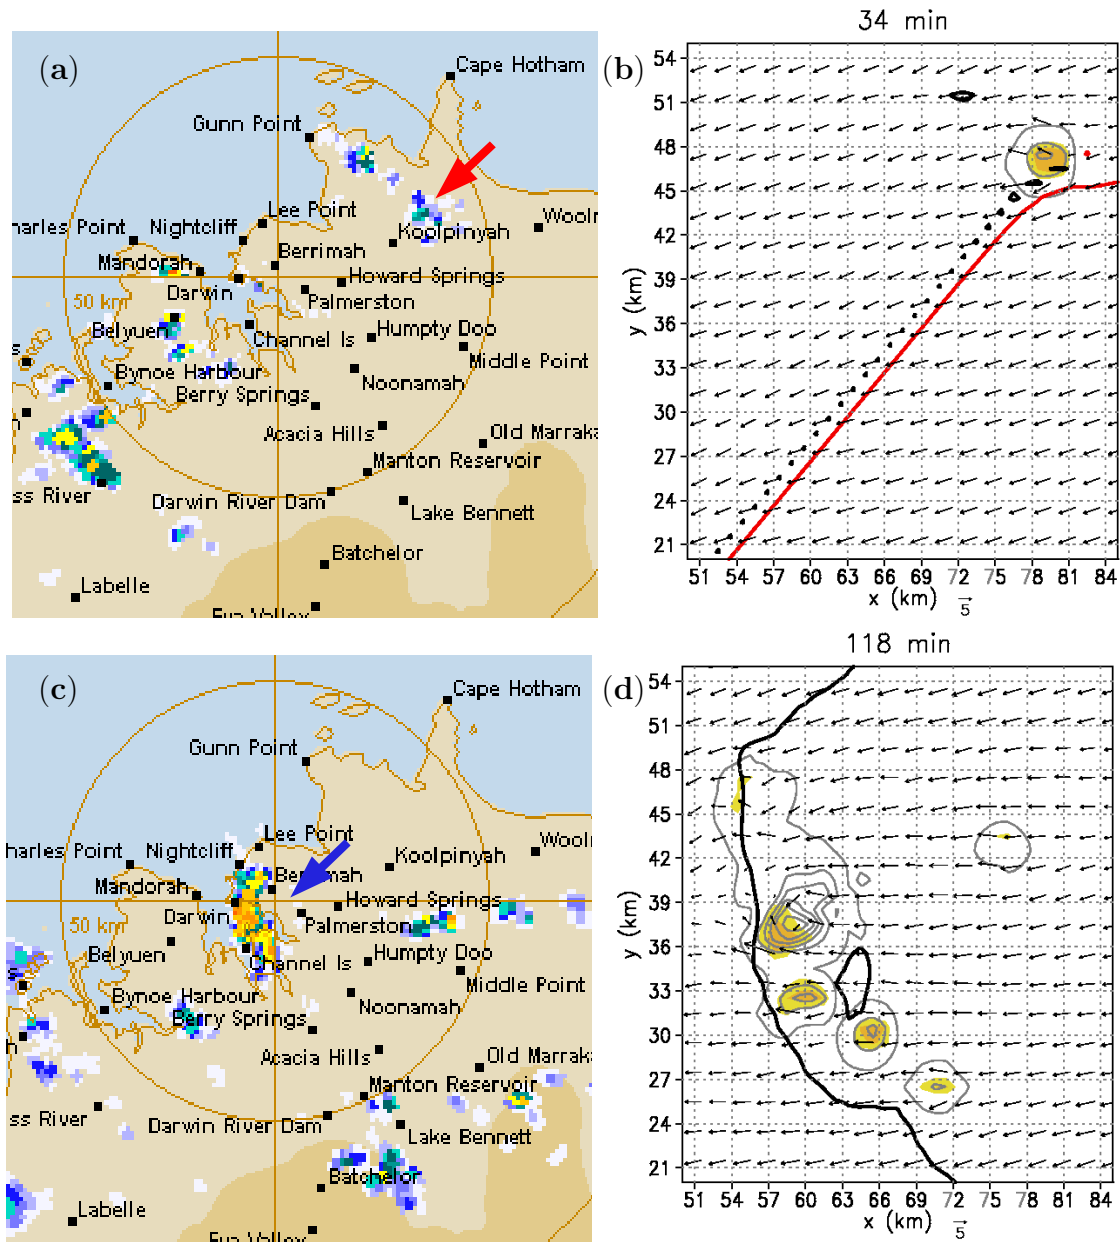 (a)
Cape Hotham
Gunn Point
Lee Point
harles Point
Nightcliff
Wooln
Koolpinyah
Berrimah
Mandorah
Howard Springs
Darwin
50 km
Palmerston
Belyuen
Humpty Doo
Channel Is
s
Middle Point
Bynoe Harbour
Noonamah
Berry Springs
Acacia Hills
Old Marraka
Manton Reservoir
ss River
Darwin River Dam
Lake Bennett
Batchelor
Labelle
Eva Valley
(b)
34 min
54
51
48
45
42
39
36
33
30
27
24
21
y (km)
51 54 57 60 63 66 69 72 75 78 81 84
x (km)
5
(c)
Cape Hotham
Gunn Point
Lee Point
harles Point
Nightcliff
Wooln
Koolpinyah
Berrimah
Mandorah
Howard Springs
Darwin
50 km
Palmerston
Belyuen
Humpty Doo
Channel Is
s
Middle Point
Bynoe Harbour
Noonamah
Berry Springs
h
Acacia Hills
Old Marraka
Manton Reservoir
ss River
Darwin River Dam
Lake Bennett
Batchelor
Labelle
Eva Valley
(d)
118 min
54
51
48
45
42
39
36
33
30
27
24
21
y (km)
51 54 57 60 63 66 69 72 75 78 81 84
x (km)
5